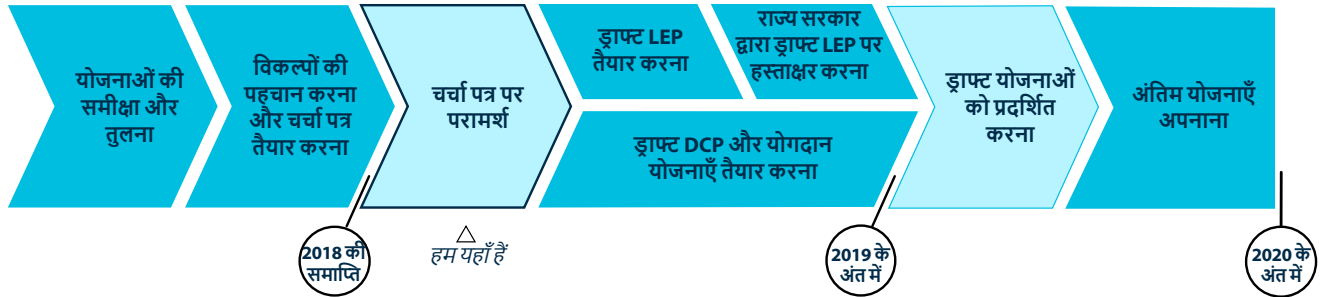 योजनाओं की
समीक्षा और
तुलना
विकल्पों की
पहचान करना
और चर्चा पत्र
तैयार करना
चर्चा पत्र पर
परामर्श
ड्राफ्ट LEP
तैयार करना
राज्य सरकार
द्वारा ड्राफ्ट LEP पर
हस्ताक्षर करना
ड्राफ्ट DCP और योगदान
योजनाएँ तैयार करना
ड्राफ्ट योजनाओं
को प्रदर्शित
करना
अंतिम योजनाएँ
अपनाना
2018 की
समाप्ति
हम यहाँ हैं
2019 के
अंत में
2020 के
अंत में